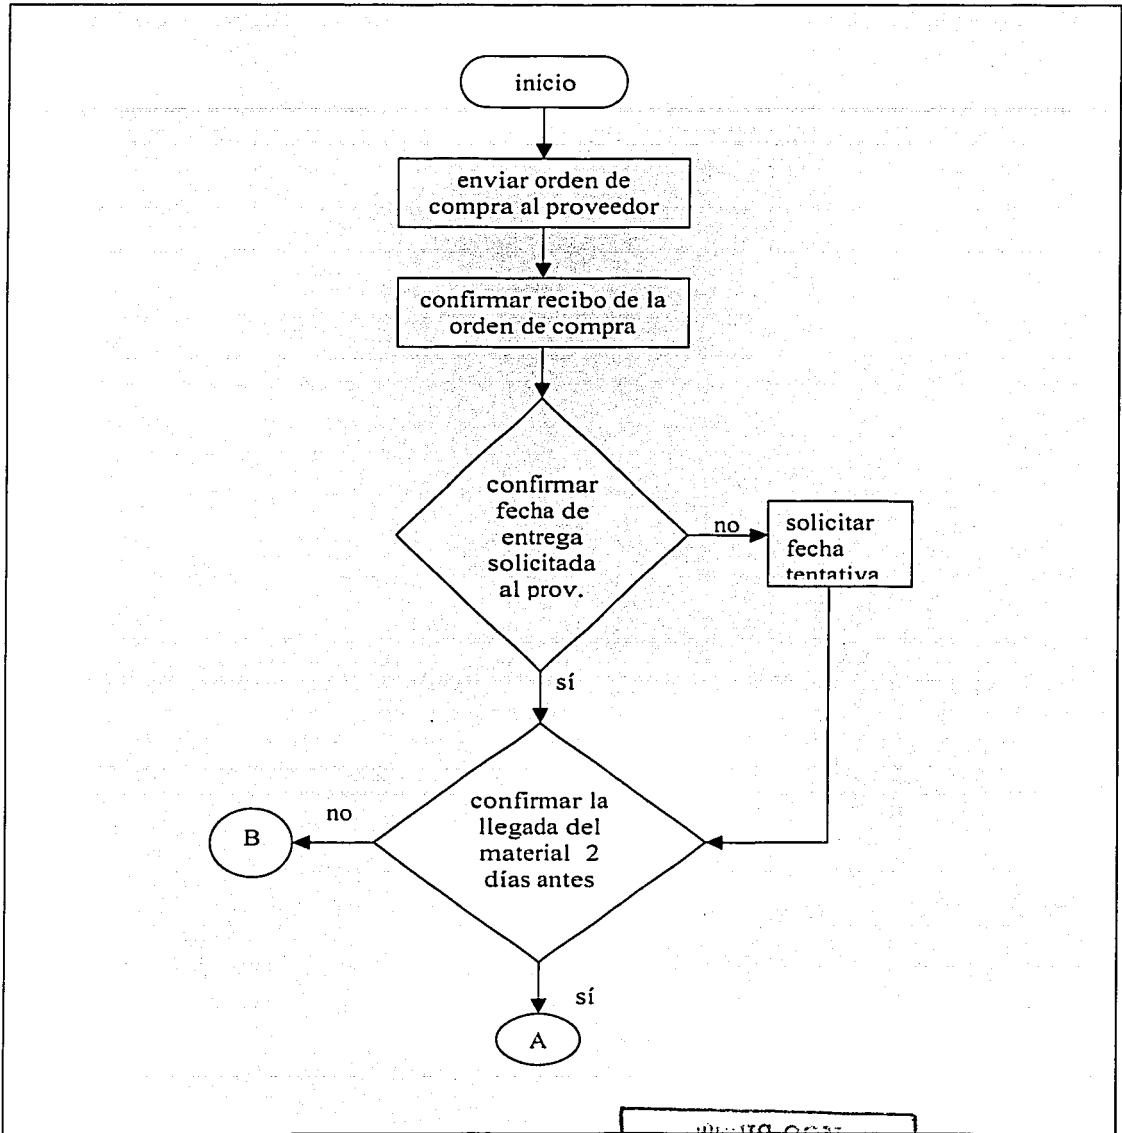 inicio
enviar orden de
compra al proveedor
confirmar recibo de la
orden de compra
confirmar
fecha de
entrega
solicitada
al prov.
no
solicitar
fecha
tentativa
sí
confirmar la
llegada del
material 2
días antes
no
B
sí
A